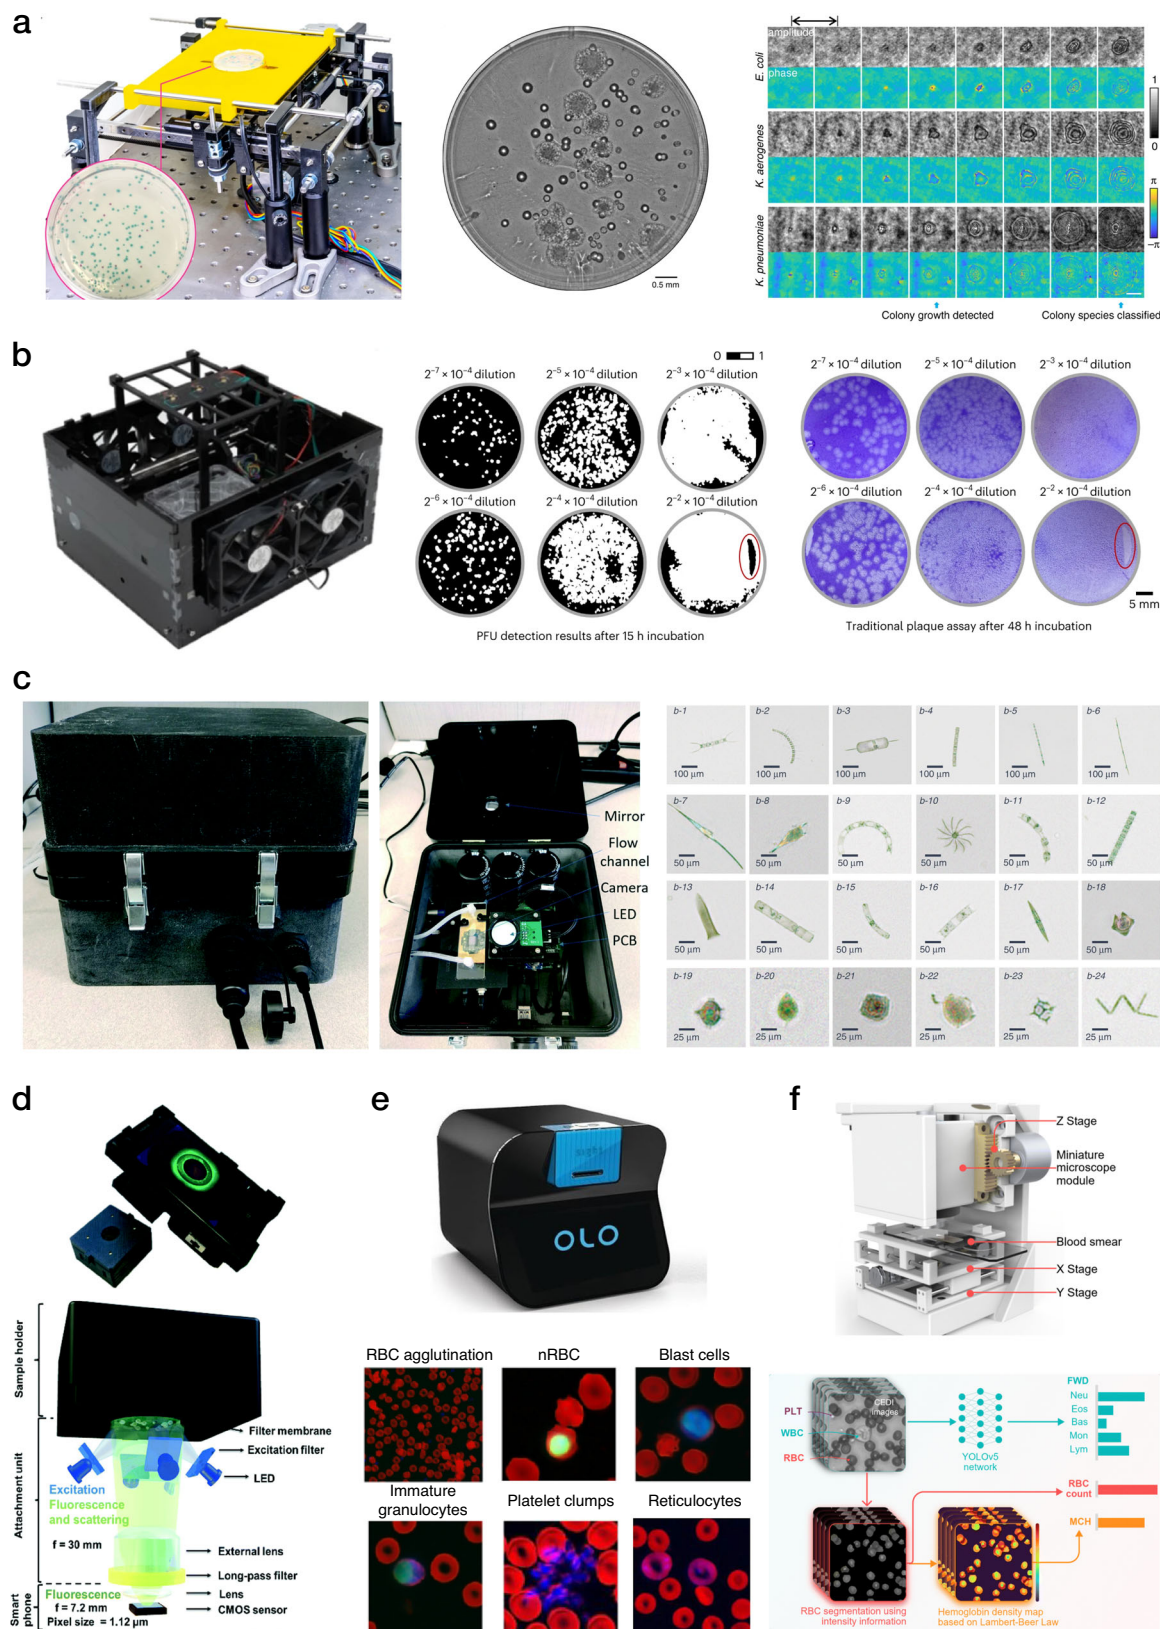 a
0.5 mm
amplitude
phase
E. coli
K. aerogenes
K. pneumoniae
1
0
π
−π
Colony growth detected
Colony species classified
b
0 1
2⁻⁷ × 10⁻⁴ dilution
2⁻⁵ × 10⁻⁴ dilution
2⁻³ × 10⁻⁴ dilution
2⁻⁶ × 10⁻⁴ dilution
2⁻⁴ × 10⁻⁴ dilution
2⁻² × 10⁻⁴ dilution
PFU detection results after 15 h incubation
2⁻⁷ × 10⁻⁴ dilution
2⁻⁵ × 10⁻⁴ dilution
2⁻³ × 10⁻⁴ dilution
2⁻⁶ × 10⁻⁴ dilution
2⁻⁴ × 10⁻⁴ dilution
2⁻² × 10⁻⁴ dilution
5 mm
Traditional plaque assay after 48 h incubation
c
Mirror
Flow
channel
Camera
LED
PCB
b-1 b-2 b-3 b-4 b-5 b-6
100 µm 100 µm 100 µm 100 µm 100 µm 100 µm
b-7 b-8 b-9 b-10 b-11 b-12
50 µm 50 µm 50 µm 50 µm 50 µm 50 µm
b-13 b-14 b-15 b-16 b-17 b-18
50 µm 50 µm 50 µm 50 µm 50 µm 50 µm
b-19 b-20 b-21 b-22 b-23 b-24
25 µm 25 µm 25 µm 25 µm 25 µm 25 µm
d
Sample holder
Attachment unit
Smart
phone
Filter membrane
Excitation filter
LED
Excitation
Fluorescence
and scattering
f = 30 mm
External lens
Long-pass filter
Fluorescence
f = 7.2 mm
Pixel size = 1.12 µm
Lens
CMOS sensor
e
OLO
RBC agglutination
nRBC
Blast cells
Immature
granulocytes
Platelet clumps
Reticulocytes
f
Z Stage
Miniature
microscope
module
Blood smear
X Stage
Y Stage
CEDI
images
PLT
WBC
RBC
YOLOv5
network
FWD
Neu
Eos
Bas
Mon
Lym
RBC
count
MCH
RBC segmentation using
intensity information
Hemoglobin density map
based on Lambert-Beer Law